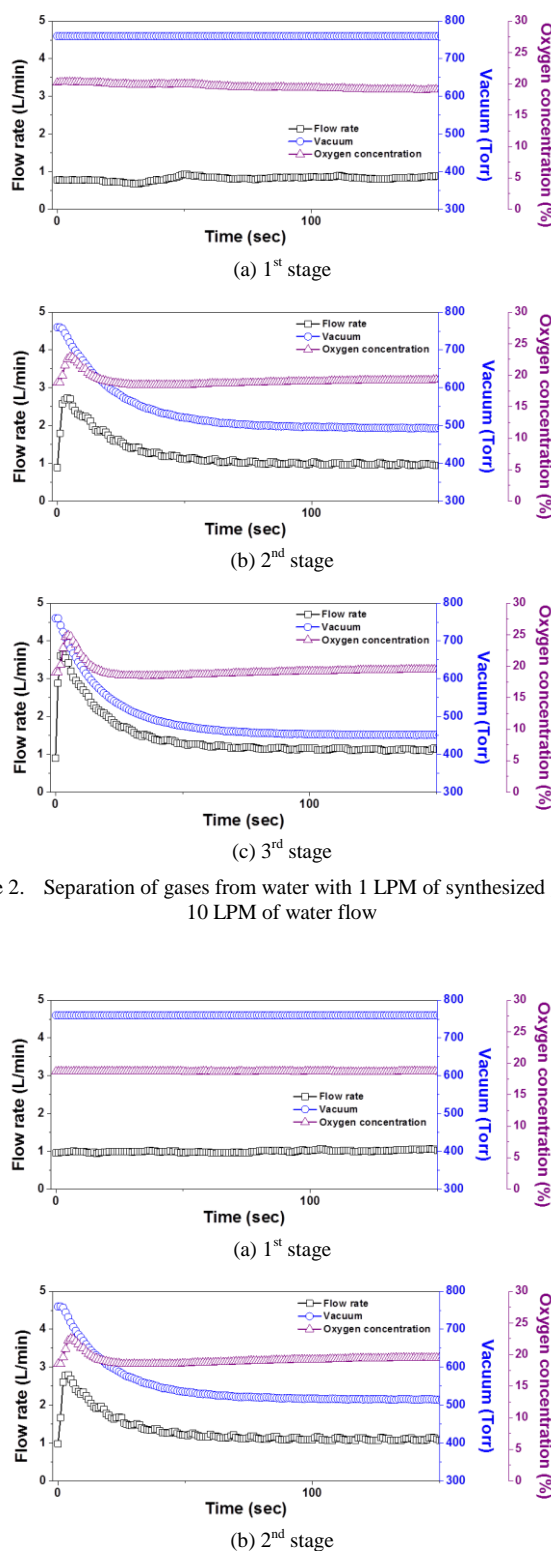 5
4
3
2
1
0
Flow rate (L/min)
800
700
600
500
400
300
Vacuum (Torr)
30
25
20
15
10
5
0
Oxygen concentration (%)
Flow rate
Vacuum
Oxygen concentration
0 100
Time (sec)
(a) 1st stage
5
4
3
2
1
0
Flow rate (L/min)
800
700
600
500
400
300
Vacuum (Torr)
30
25
20
15
10
5
0
Oxygen concentration (%)
Flow rate
Vacuum
Oxygen concentration
0 100
Time (sec)
(b) 2nd stage
5
4
3
2
1
0
Flow rate (L/min)
800
700
600
500
400
300
Vacuum (Torr)
30
25
20
15
10
5
0
Oxygen concentration (%)
Flow rate
Vacuum
Oxygen concentration
0 100
Time (sec)
(c) 3rd stage
e 2. Separation of gases from water with 1 LPM of synthesized
10 LPM of water flow
5
4
3
2
1
0
Flow rate (L/min)
800
700
600
500
400
300
Vacuum (Torr)
30
25
20
15
10
5
0
Oxygen concentration (%)
Flow rate
Vacuum
Oxygen concentration
0 100
Time (sec)
(a) 1st stage
5
4
3
2
1
0
Flow rate (L/min)
800
700
600
500
400
300
Vacuum (Torr)
30
25
20
15
10
5
0
Oxygen concentration (%)
Flow rate
Vacuum
Oxygen concentration
0 100
Time (sec)
(b) 2nd stage